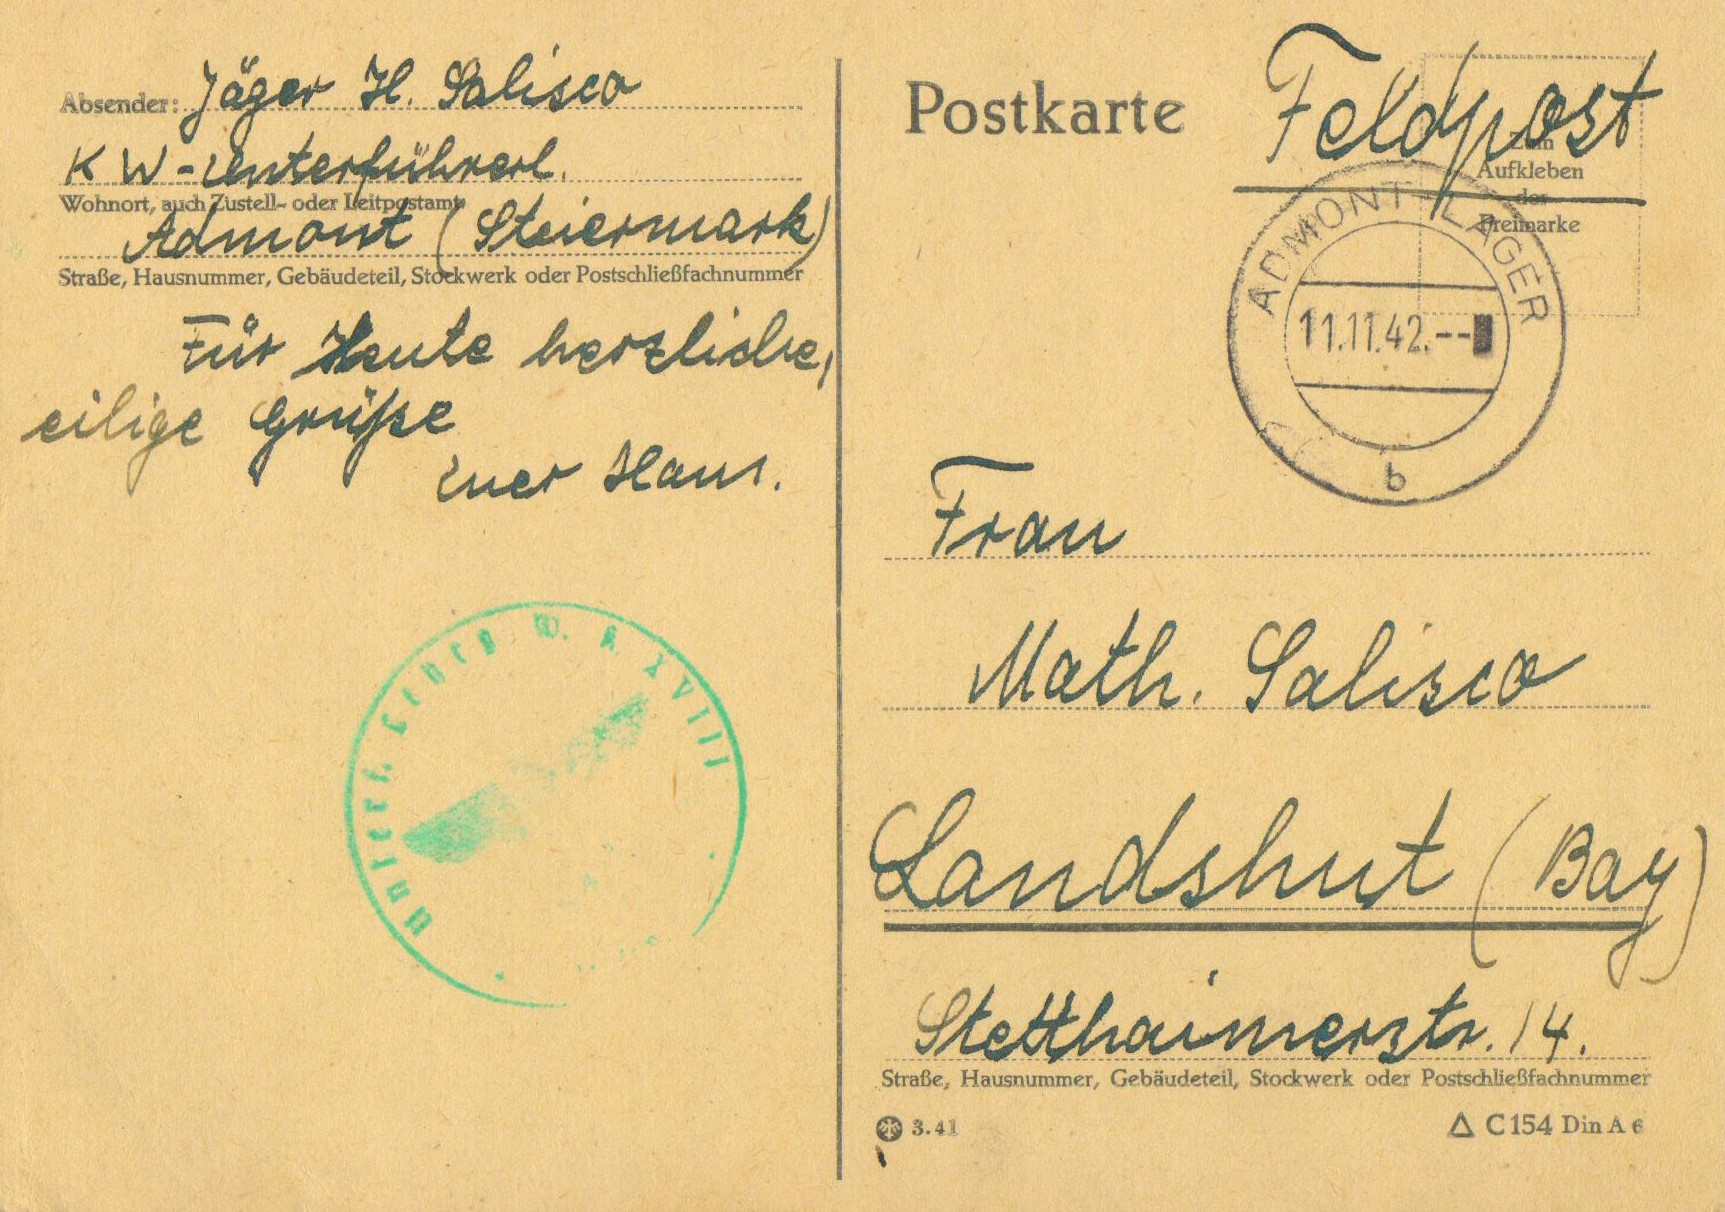 Absender: Jäger H. Salisco
KW-Unterführerl.
Wohnort, auch Zustell- oder Leitpostamt
Admont (Steiermark)
Straße, Hausnummer, Gebäudeteil, Stockwerk oder Postschließfachnummer
Für Heute herzliche,
eilige Grüße
Euer Hans.
Unterf. Lehrg W. K. XVIII
Postkarte
Feldpost
Zum
Aufkleben
der
Freimarke
ADMONT LAGER
11.11.42.--
b
Frau
Math. Salisco
Landshut (Bay)
Stetthaimerstr. 14.
Straße, Hausnummer, Gebäudeteil, Stockwerk oder Postschließfachnummer
3.41
C 154 Din A 6